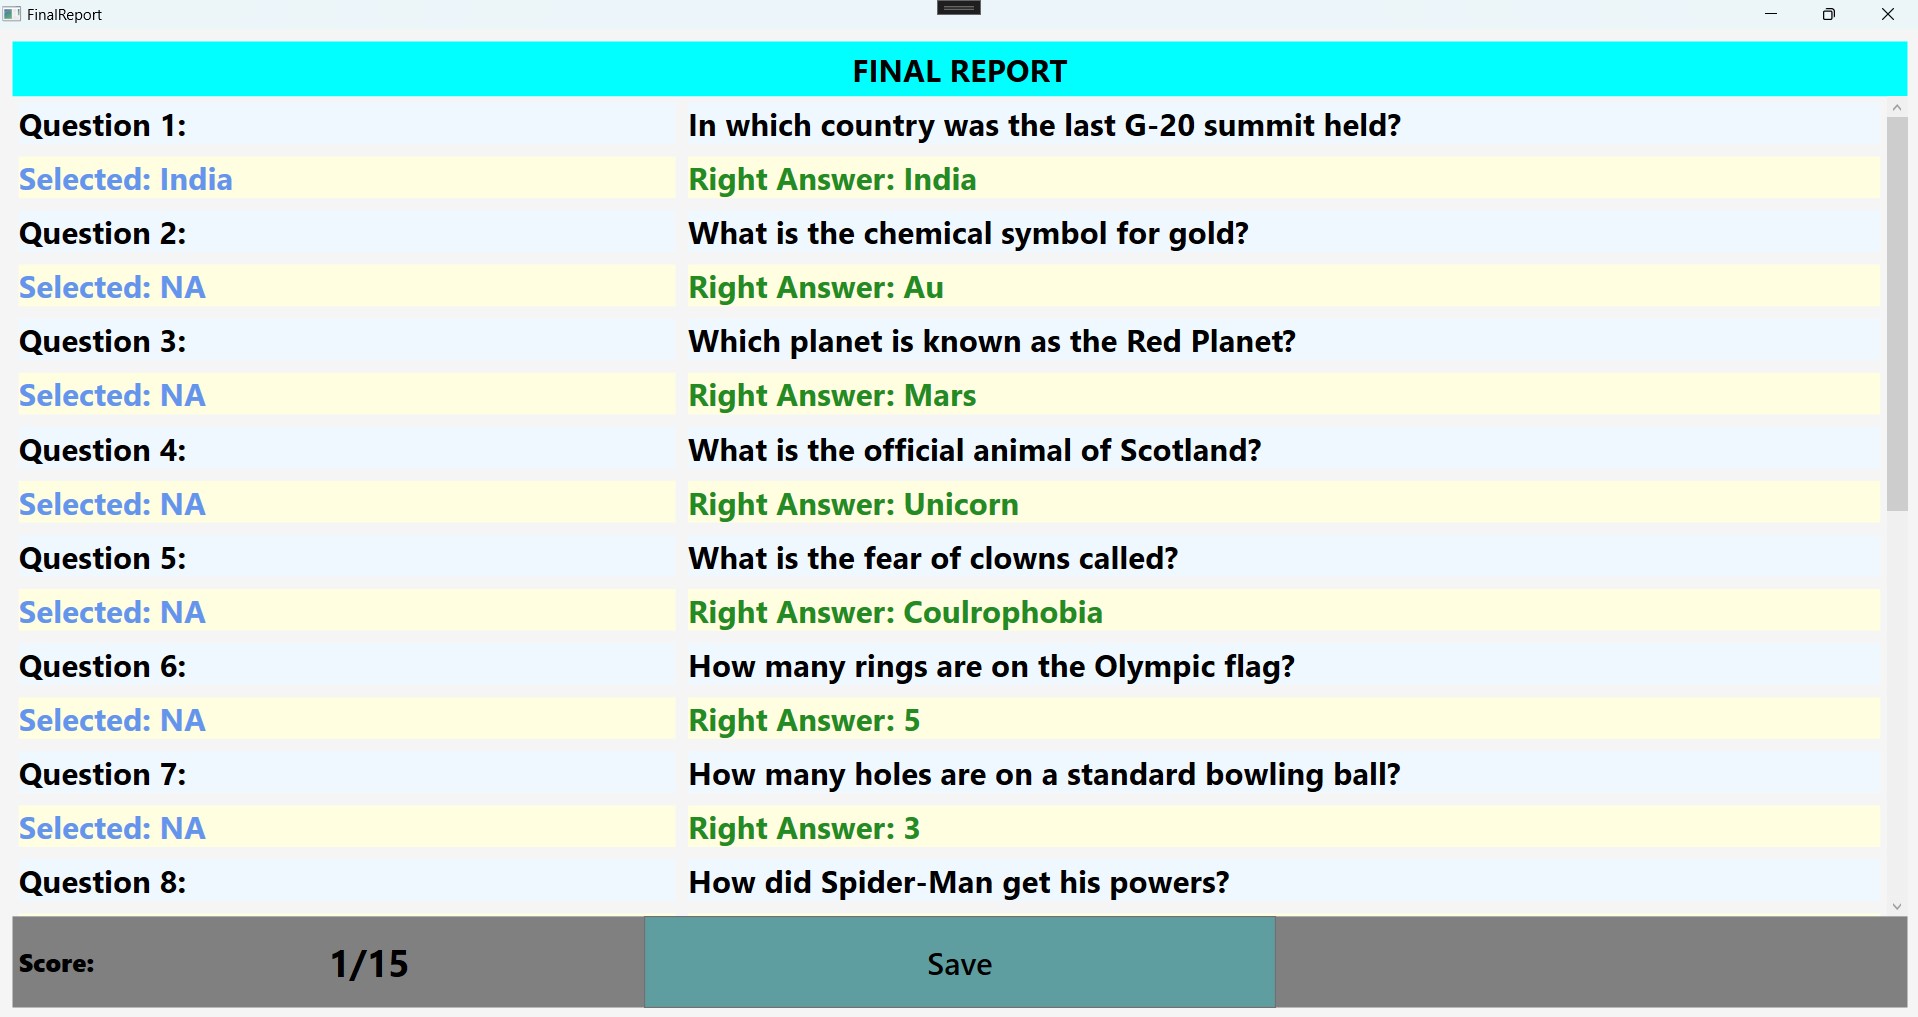 FinalReport
FINAL REPORT
Question 1: In which country was the last G-20 summit held?
Selected: India Right Answer: India
Question 2: What is the chemical symbol for gold?
Selected: NA Right Answer: Au
Question 3: Which planet is known as the Red Planet?
Selected: NA Right Answer: Mars
Question 4: What is the official animal of Scotland?
Selected: NA Right Answer: Unicorn
Question 5: What is the fear of clowns called?
Selected: NA Right Answer: Coulrophobia
Question 6: How many rings are on the Olympic flag?
Selected: NA Right Answer: 5
Question 7: How many holes are on a standard bowling ball?
Selected: NA Right Answer: 3
Question 8: How did Spider-Man get his powers?
Score: 1/15 Save